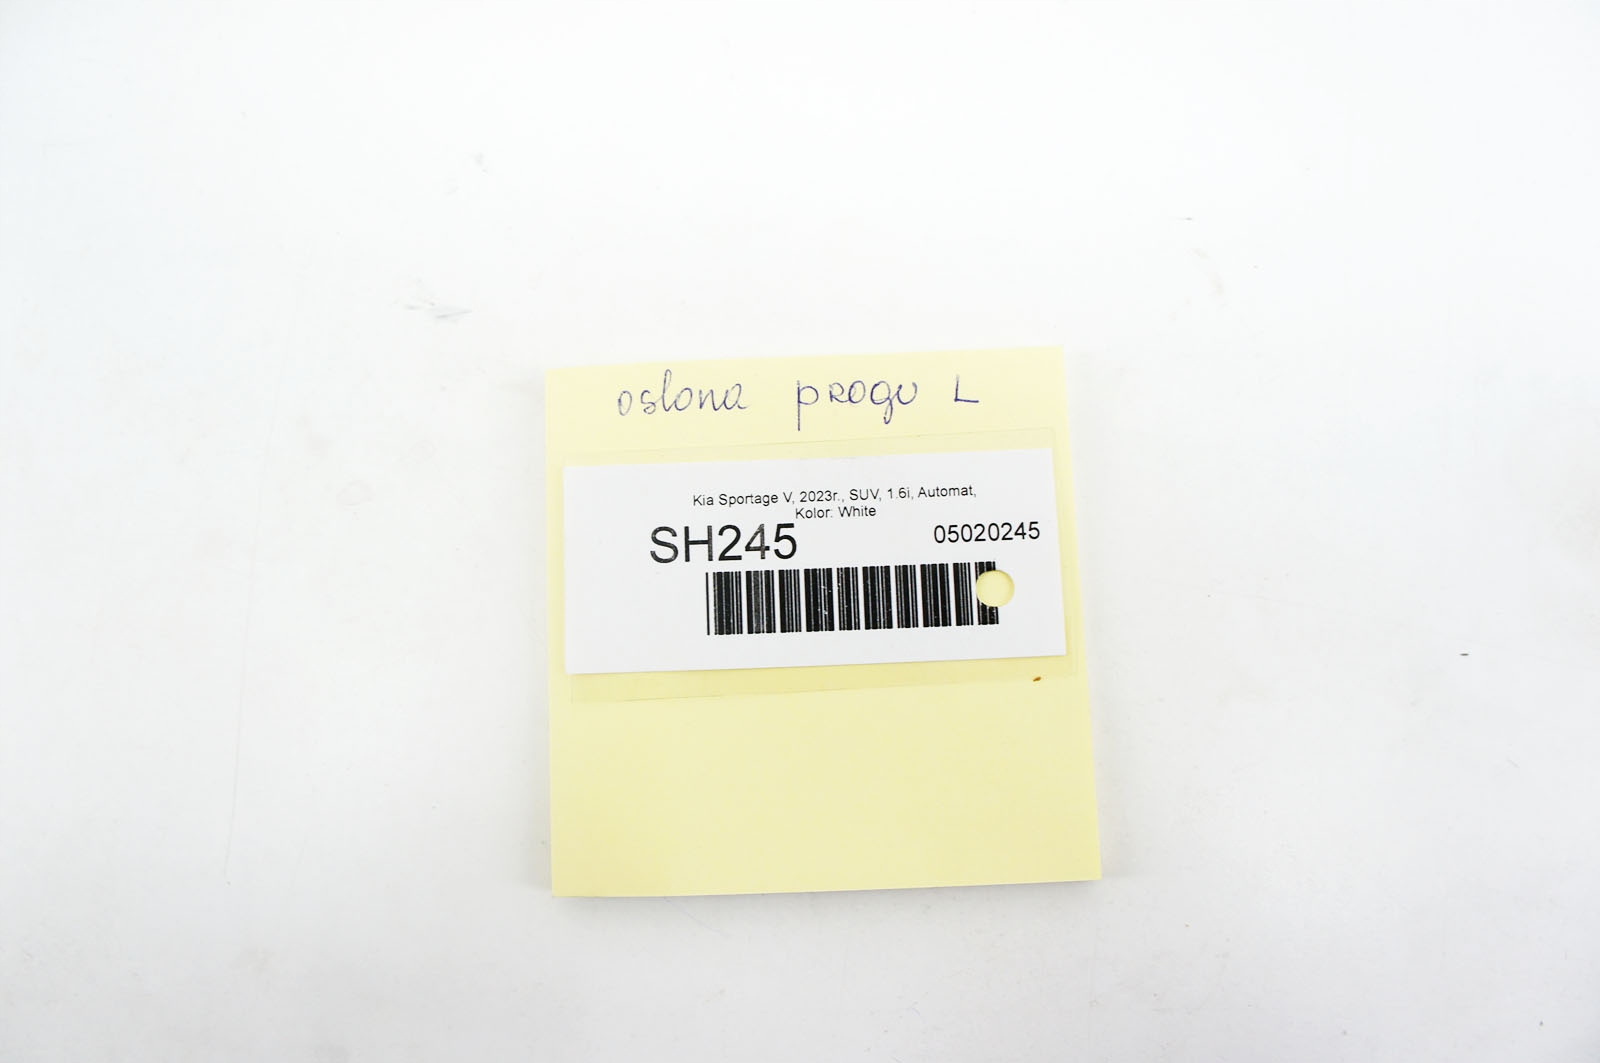 oslona progu L
Kia Sportage V, 2023r., SUV, 1.6i, Automat,
Kolor: White
SH245
05020245